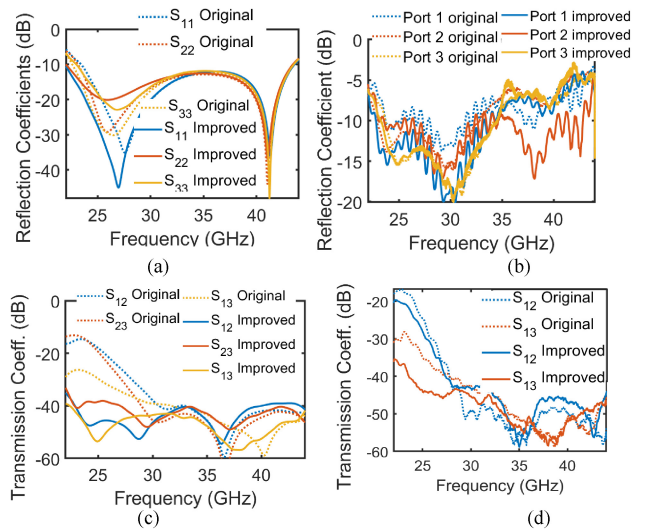 S11 Original
S22 Original
S33 Original
S11 Improved
S22 Improved
S33 Improved
Reflection Coefficients (dB)
0
-10
-20
-30
-40
25 30 35 40
Frequency (GHz)
(a)
Port 1 original Port 1 improved
Port 2 original Port 2 improved
Port 3 original Port 3 improved
Reflection Coefficient (dB)
0
-5
-10
-15
-20
25 30 35 40
Frequency (GHz)
(b)
S12 Original S13 Original
S23 Original S12 Improved
S23 Improved
S13 Improved
Transmission Coeff. (dB)
0
-20
-40
-60
25 30 35 40
Frequency (GHz)
(c)
S12 Original
S13 Original
S12 Improved
S13 Improved
Transmission Coeff. (dB)
-20
-30
-40
-50
-60
25 30 35 40
Frequency (GHz)
(d)